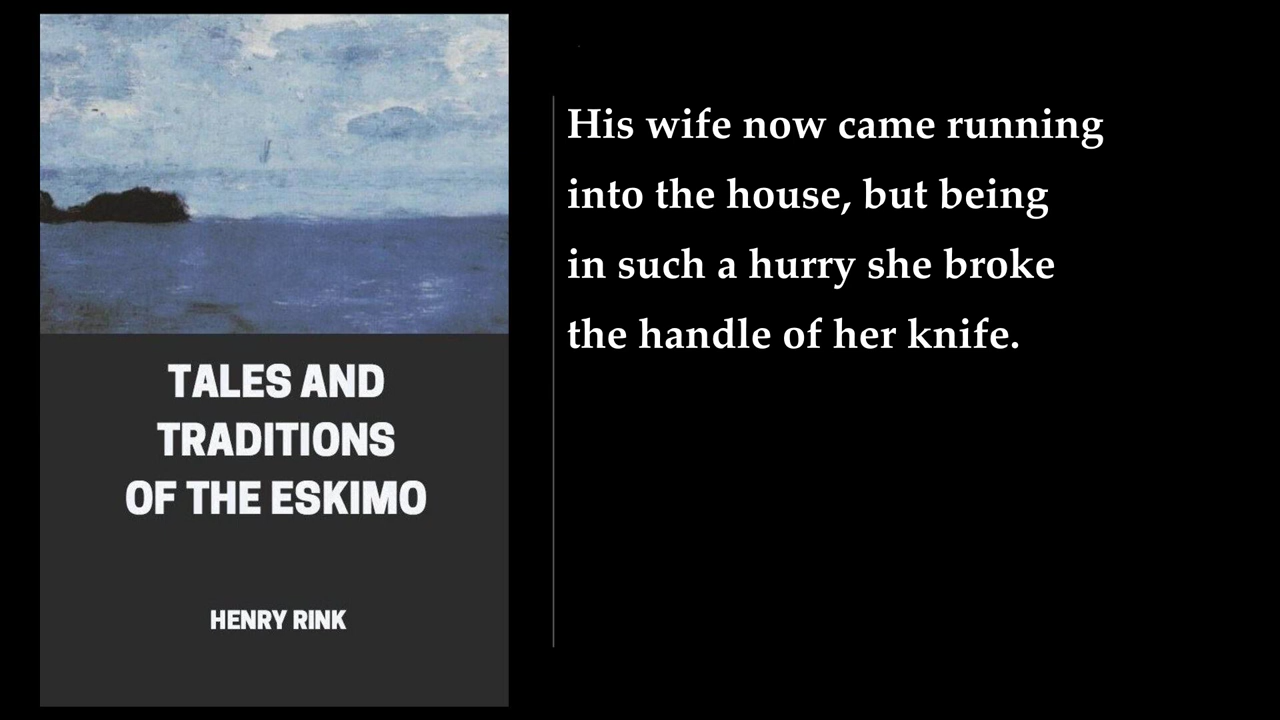 TALES AND
TRADITIONS
OF THE ESKIMO
HENRY RINK
His wife now came running
into the house, but being
in such a hurry she broke
the handle of her knife.